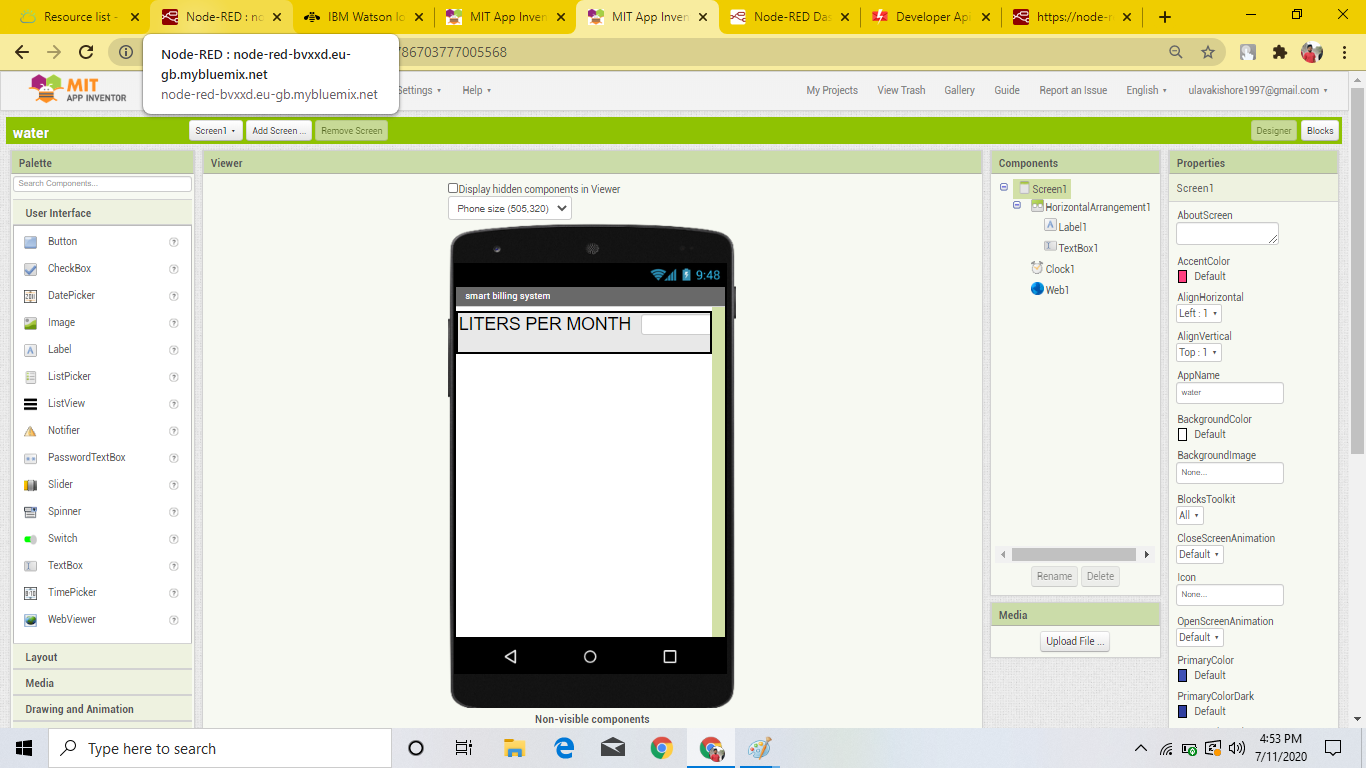 Resource list -
Node-RED : no
IBM Watson Io
MIT App Inven
MIT App Inven
Node-RED Das
Developer Api
https://node-r
Node-RED : node-red-bvxxd.eu-
gb.mybluemix.net
node-red-bvxxd.eu-gb.mybluemix.net
786703777005568
MIT
APP INVENTOR
Settings
Help
My Projects
View Trash
Gallery
Guide
Report an Issue
English
ulavakishore1997@gmail.com
water
Screen1
Add Screen ...
Remove Screen
Designer
Blocks
Palette
Search Components...
User Interface
Button
CheckBox
DatePicker
Image
Label
ListPicker
ListView
Notifier
PasswordTextBox
Slider
Spinner
Switch
TextBox
TimePicker
WebViewer
Layout
Media
Drawing and Animation
Viewer
Display hidden components in Viewer
Phone size (505,320)
9:48
smart billing system
LITERS PER MONTH
Non-visible components
Components
Screen1
HorizontalArrangement1
Label1
TextBox1
Clock1
Web1
Rename
Delete
Media
Upload File ...
Properties
Screen1
AboutScreen
AccentColor
Default
AlignHorizontal
Left : 1
AlignVertical
Top : 1
AppName
water
BackgroundColor
Default
BackgroundImage
None...
BlocksToolkit
All
CloseScreenAnimation
Default
Icon
None...
OpenScreenAnimation
Default
PrimaryColor
Default
PrimaryColorDark
Default
Type here to search
4:53 PM
7/11/2020